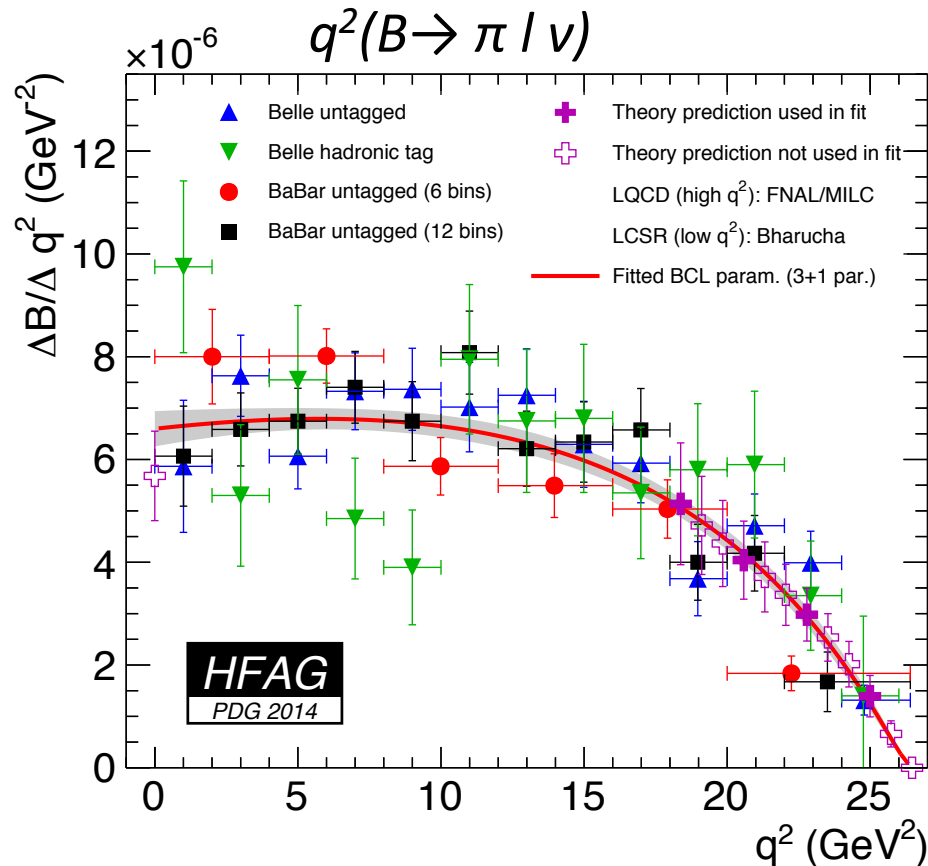 q²(B→ π l ν)
×10⁻⁶
ΔB/Δ q² (GeV⁻²)
Belle untagged
Belle hadronic tag
BaBar untagged (6 bins)
BaBar untagged (12 bins)
Theory prediction used in fit
Theory prediction not used in fit
LQCD (high q²): FNAL/MILC
LCSR (low q²): Bharucha
Fitted BCL param. (3+1 par.)
12
10
8
6
4
2
0
HFAG
PDG 2014
0 5 10 15 20 25
q² (GeV²)